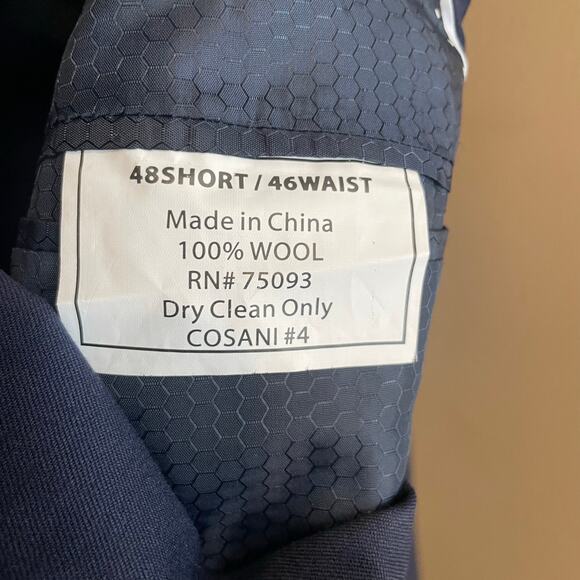 48SHORT / 46WAIST
Made in China
100% WOOL
RN# 75093
Dry Clean Only
COSANI #4